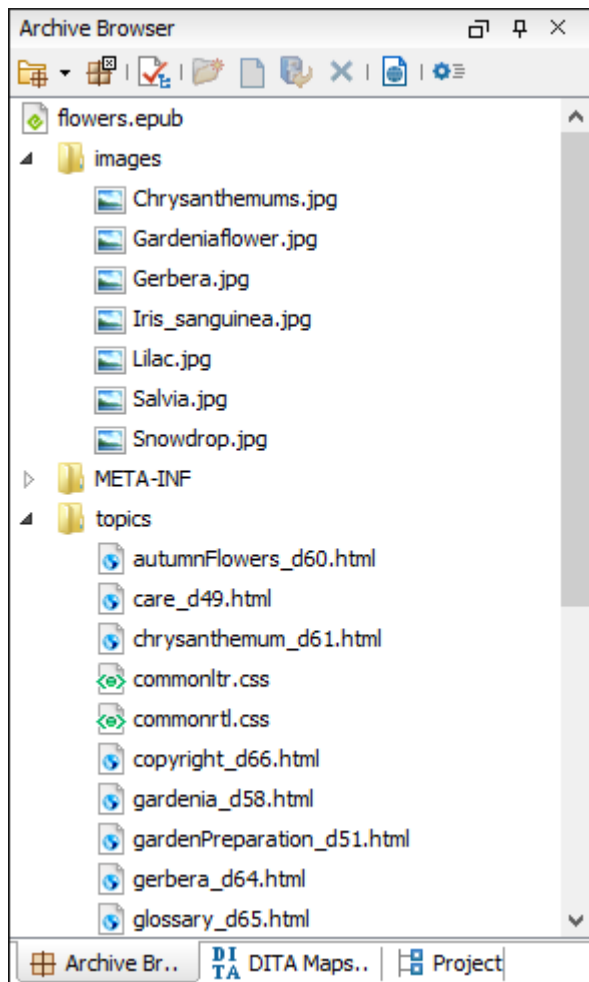 Archive Browser
flowers.epub
images
Chrysanthemums.jpg
Gardeniaflower.jpg
Gerbera.jpg
Iris_sanguinea.jpg
Lilac.jpg
Salvia.jpg
Snowdrop.jpg
META-INF
topics
autumnFlowers_d60.html
care_d49.html
chrysanthemum_d61.html
commonltr.css
commonrtl.css
copyright_d66.html
gardenia_d58.html
gardenPreparation_d51.html
gerbera_d64.html
glossary_d65.html
Archive Br.. DITA DITA Maps.. Project